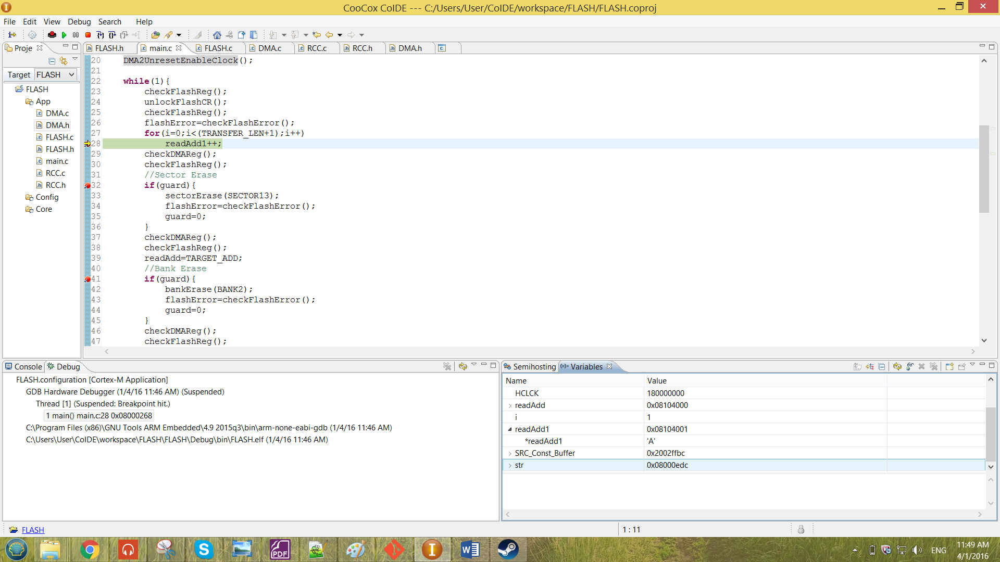 CooCox CoIDE --- C:/Users/User/CoIDE/workspace/FLASH/FLASH.coproj
File Edit View Debug Search Help
Proje
FLASH.h main.c FLASH.c DMA.c RCC.c RCC.h DMA.h
Target FLASH
FLASH
App
DMA.c
DMA.h
FLASH.c
FLASH.h
main.c
RCC.c
RCC.h
Config
Core
20 DMA2UnresetEnableClock();
21
22 while(1){
23 checkFlashReg();
24 unlockFlashCR();
25 checkFlashReg();
26 flashError=checkFlashError();
27 for(i=0;i<(TRANSFER_LEN+1);i++)
28 readAdd1++;
29 checkDMAReg();
30 checkFlashReg();
31 //Sector Erase
32 if(guard){
33 sectorErase(SECTOR13);
34 flashError=checkFlashError();
35 guard=0;
36 }
37 checkDMAReg();
38 checkFlashReg();
39 readAdd=TARGET_ADD;
40 //Bank Erase
41 if(guard){
42 bankErase(BANK2);
43 flashError=checkFlashError();
44 guard=0;
45 }
46 checkDMAReg();
47 checkFlashReg();
Console Debug
FLASH.configuration [Cortex-M Application]
GDB Hardware Debugger (1/4/16 11:46 AM) (Suspended)
Thread [1] (Suspended: Breakpoint hit.)
1 main() main.c:28 0x08000268
C:\Program Files (x86)\GNU Tools ARM Embedded\4.9 2015q3\bin\arm-none-eabi-gdb (1/4/16 11:46 AM)
C:\Users\User\CoIDE\workspace\FLASH\FLASH\Debug\bin\FLASH.elf (1/4/16 11:46 AM)
Semihosting Variables
Name Value
HCLCK 180000000
readAdd 0x08104000
i 1
readAdd1 0x08104001
*readAdd1 'A'
SRC_Const_Buffer 0x2002ffbc
str 0x08000edc
FLASH
1 : 11
PDF
ENG
11:49 AM
4/1/2016